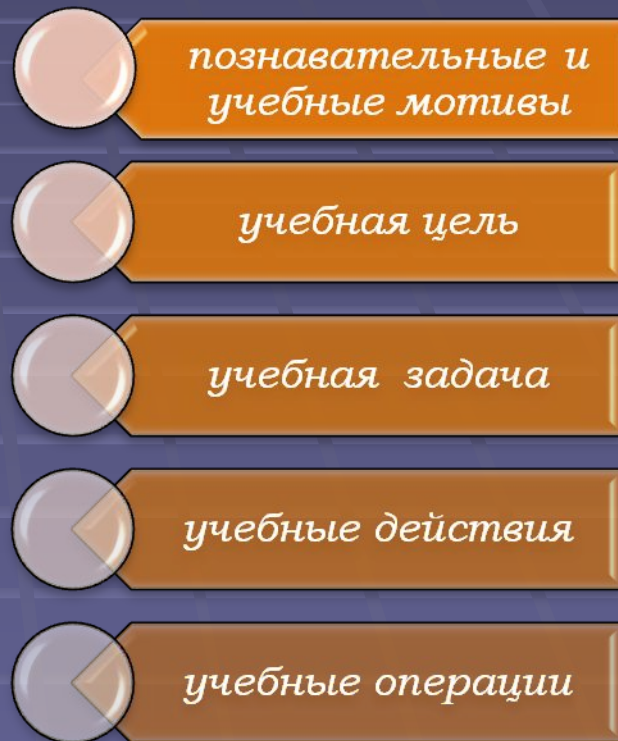 познавательные и
учебные мотивы
учебная цель
учебная задача
учебные действия
учебные операции